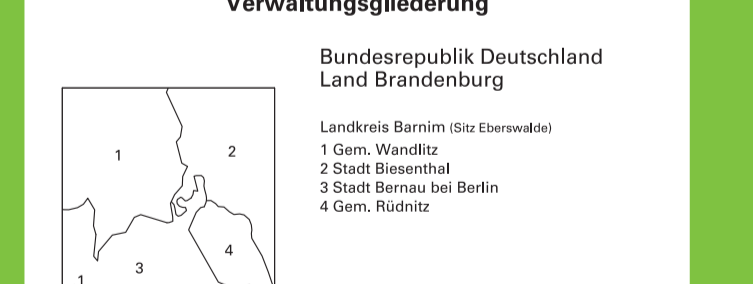 Verwaltungsgliederung
Bundesrepublik Deutschland
Land Brandenburg
Landkreis Barnim (Sitz Eberswalde)
1 Gem. Wandlitz
2 Stadt Biesenthal
3 Stadt Bernau bei Berlin
4 Gem. Rüdnitz
1
2
4
3
1